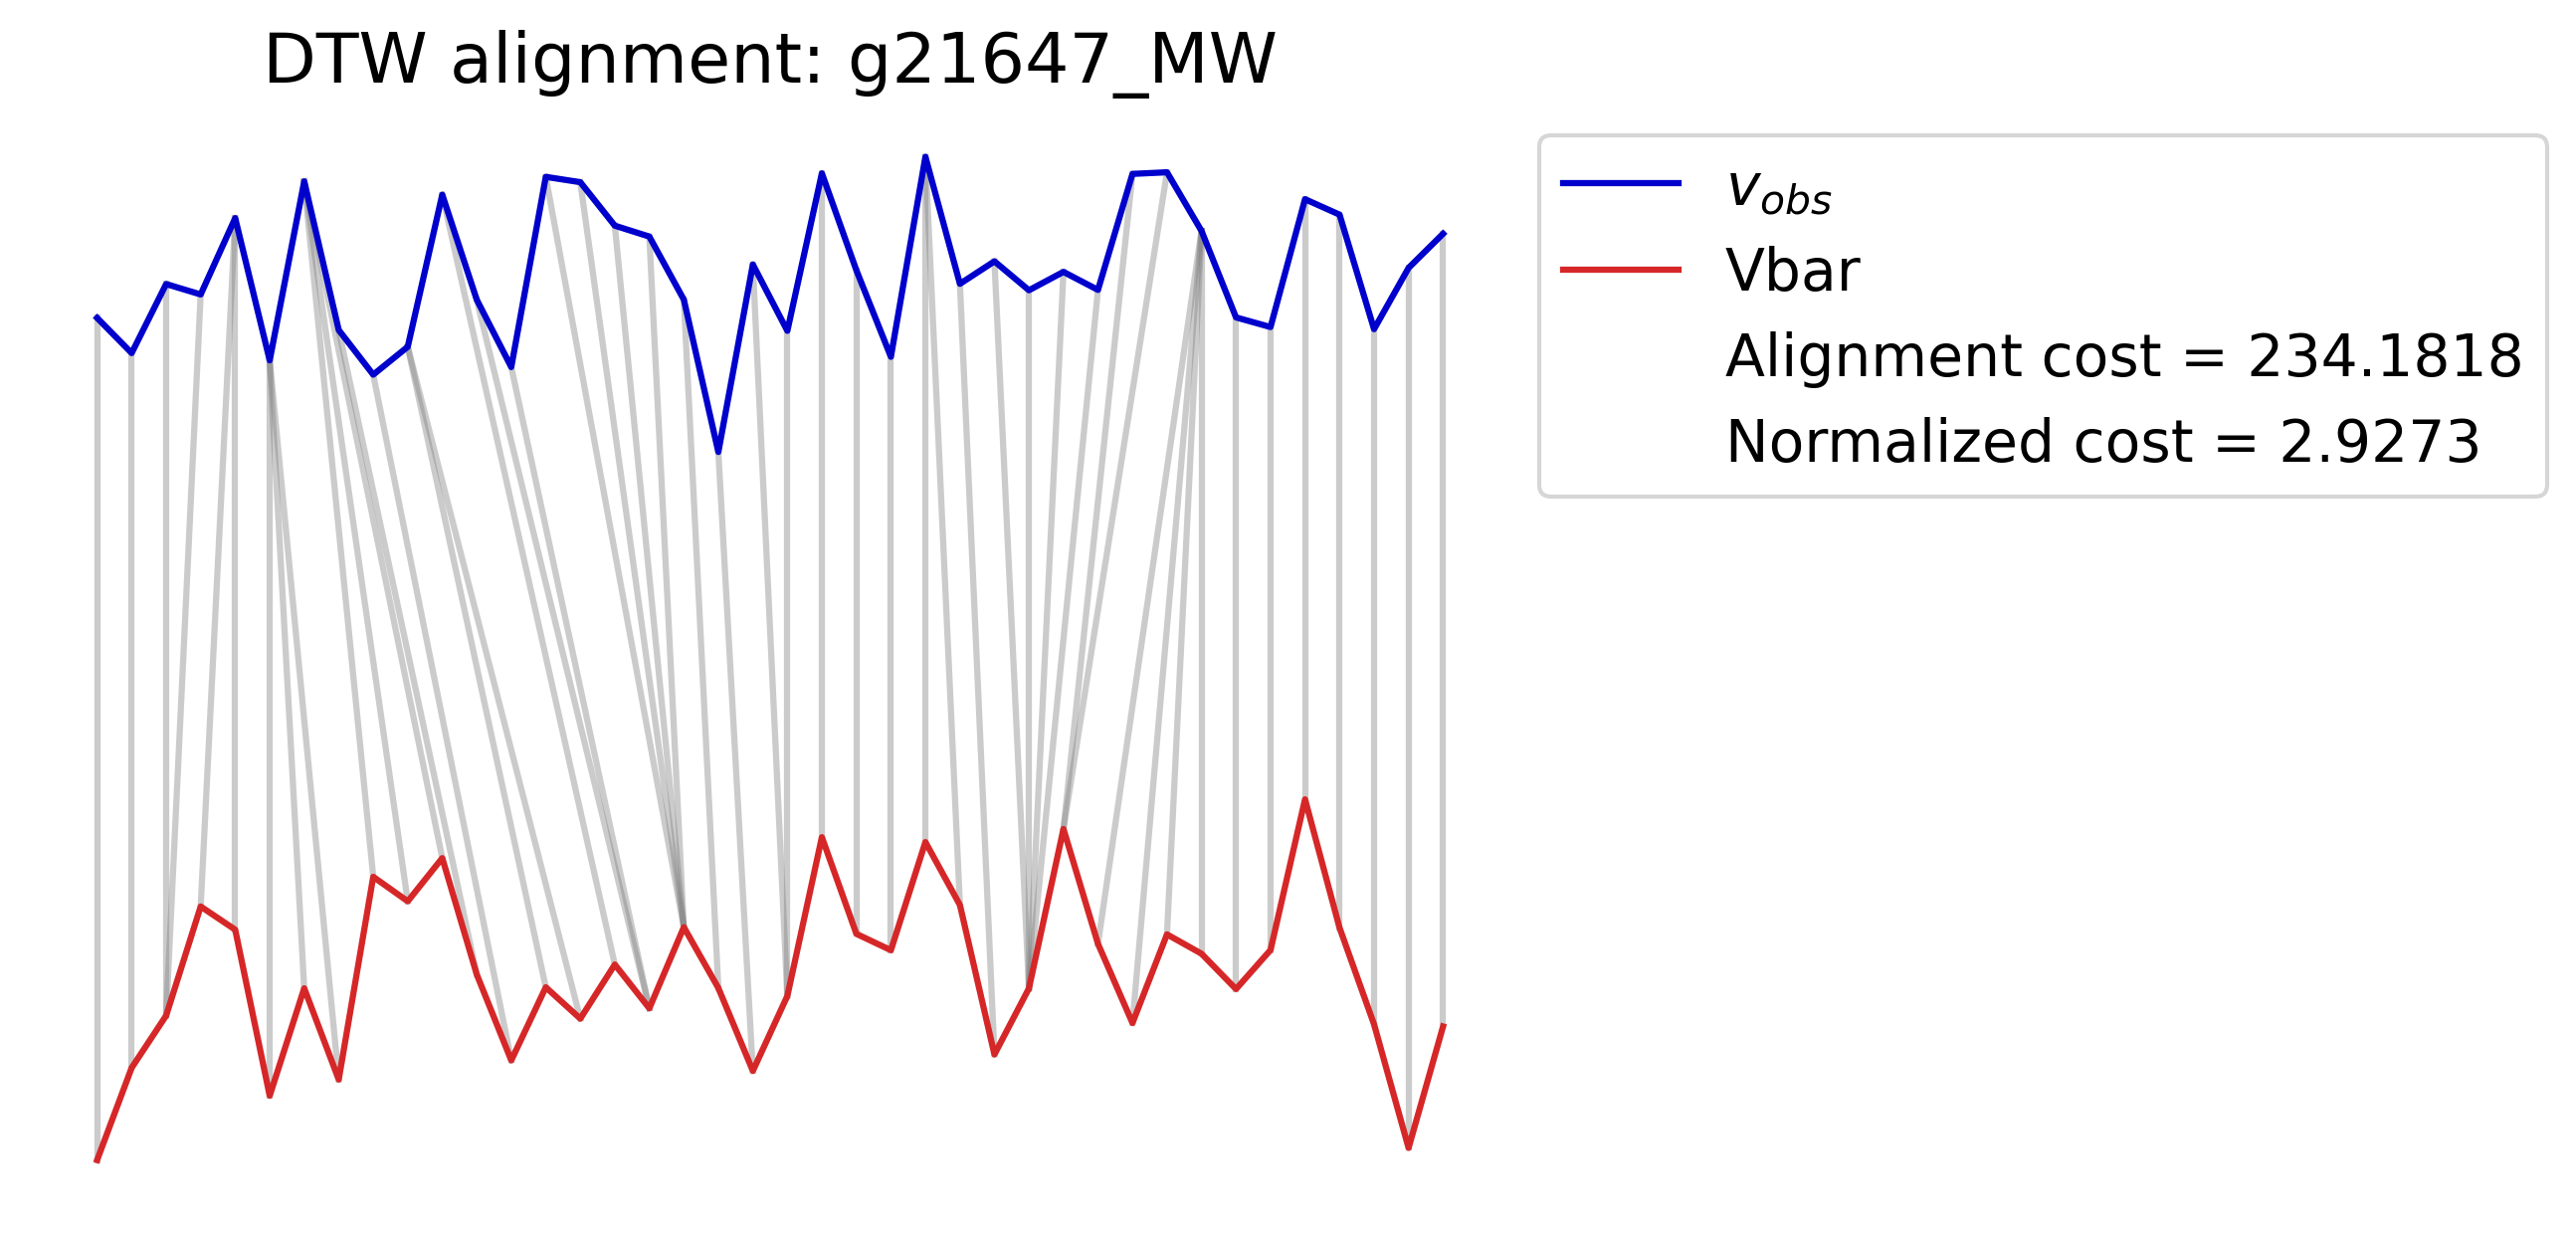 DTW alignment: g21647_MW
v_obs
Vbar
Alignment cost = 234.1818
Normalized cost = 2.9273